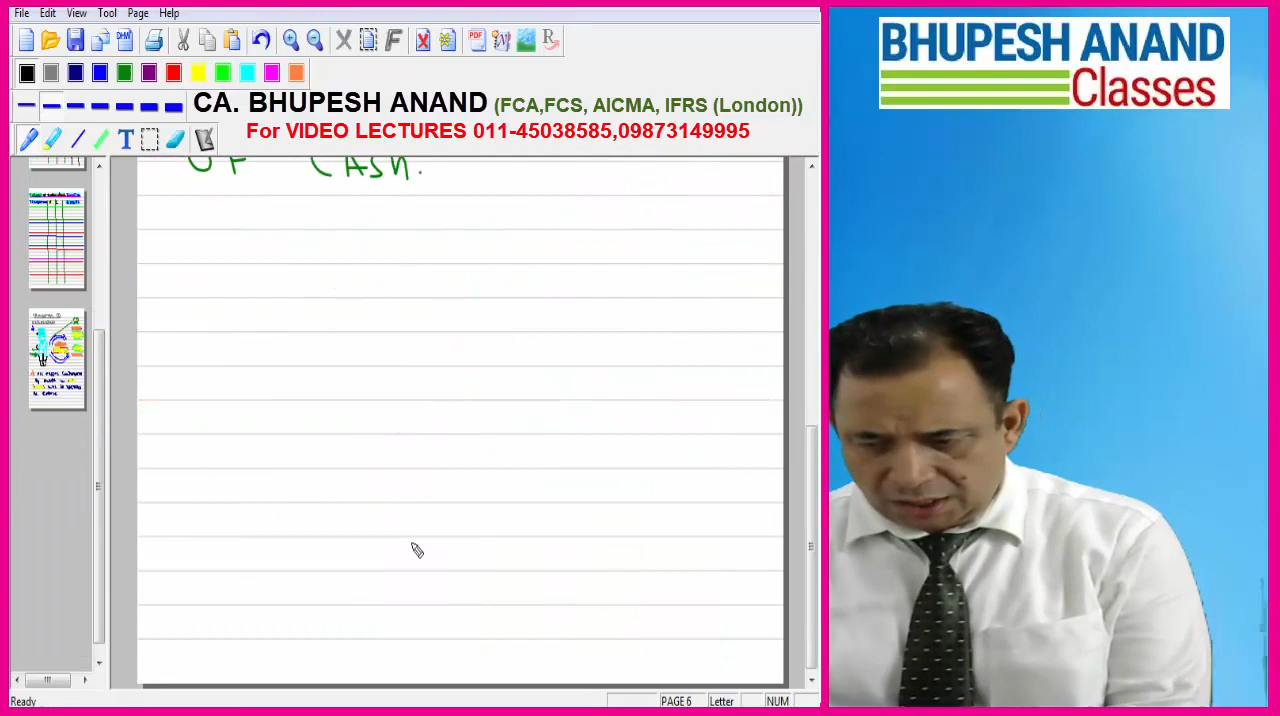 File Edit View Tool Page Help
BHUPESH ANAND
Classes
CA. BHUPESH ANAND (FCA,FCS, AICMA, IFRS (London))
For VIDEO LECTURES 011-45038585,09873149995
OF CASH.
Ready
PAGE 6 Letter NUM